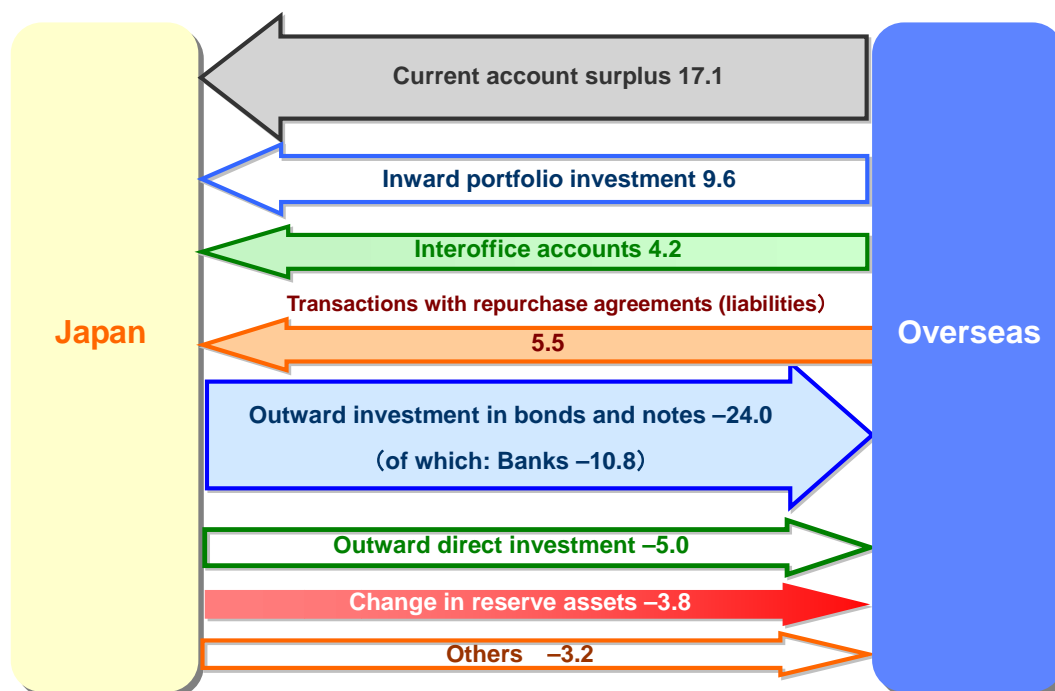 Current account surplus 17.1
Inward portfolio investment 9.6
Interoffice accounts 4.2
Transactions with repurchase agreements (liabilities）
5.5
Japan
Overseas
Outward investment in bonds and notes –24.0
（of which: Banks –10.8）
Outward direct investment –5.0
Change in reserve assets –3.8
Others –3.2